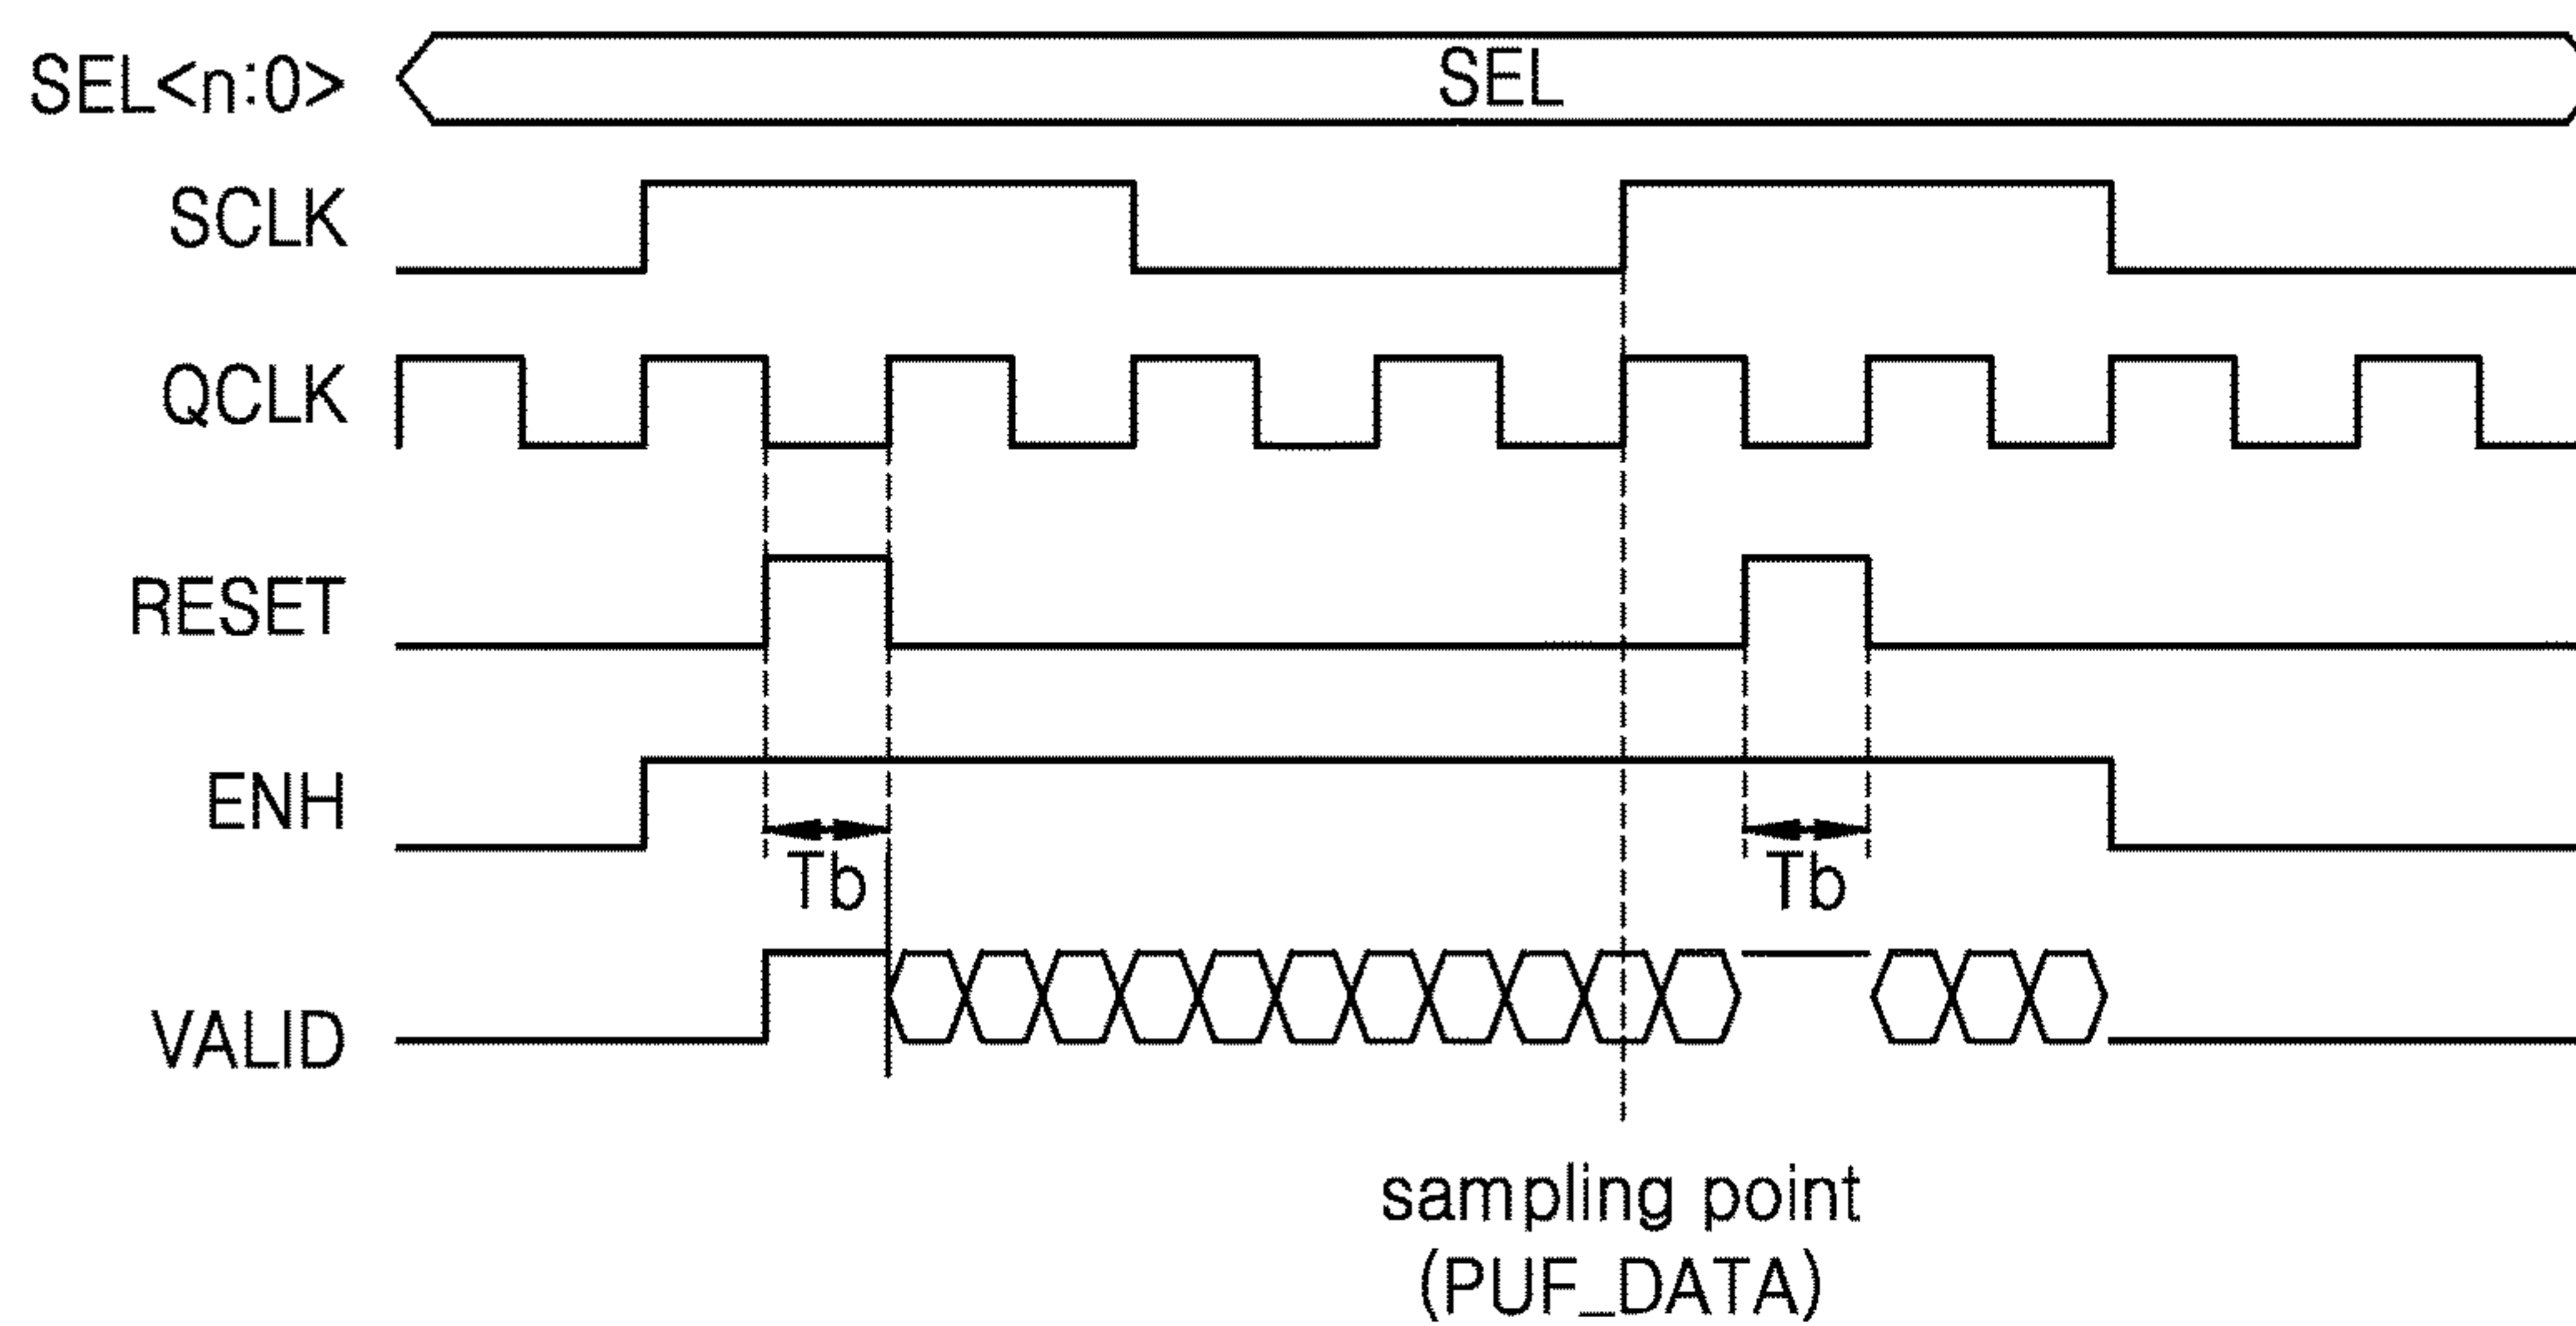 SEL<n:0>
SEL
SCLK
QCLK
RESET
ENH
Tb
Tb
VALID
sampling point
(PUF_DATA)